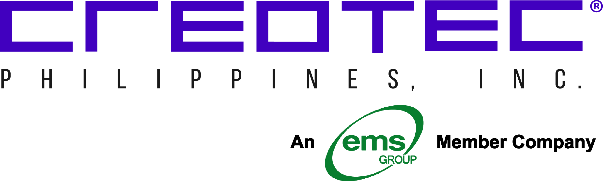 CREOTEC®
PHILIPPINES, INC.
An ems GROUP Member Company